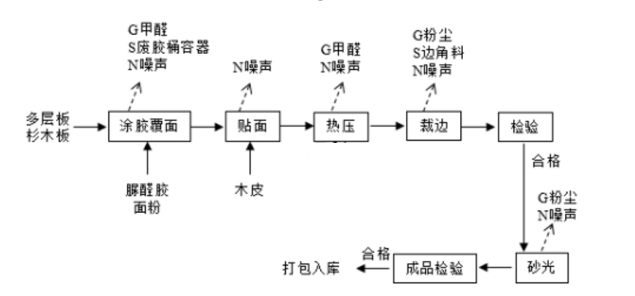 G甲醛
S废胶桶容器
N噪声
N噪声
G甲醛
N噪声
G粉尘
S边角料
N噪声
多层板
杉木板
涂胶覆面
贴面
热压
裁边
检验
脲醛胶
面粉
木皮
合格
G粉尘
N噪声
打包入库
合格
成品检验
砂光